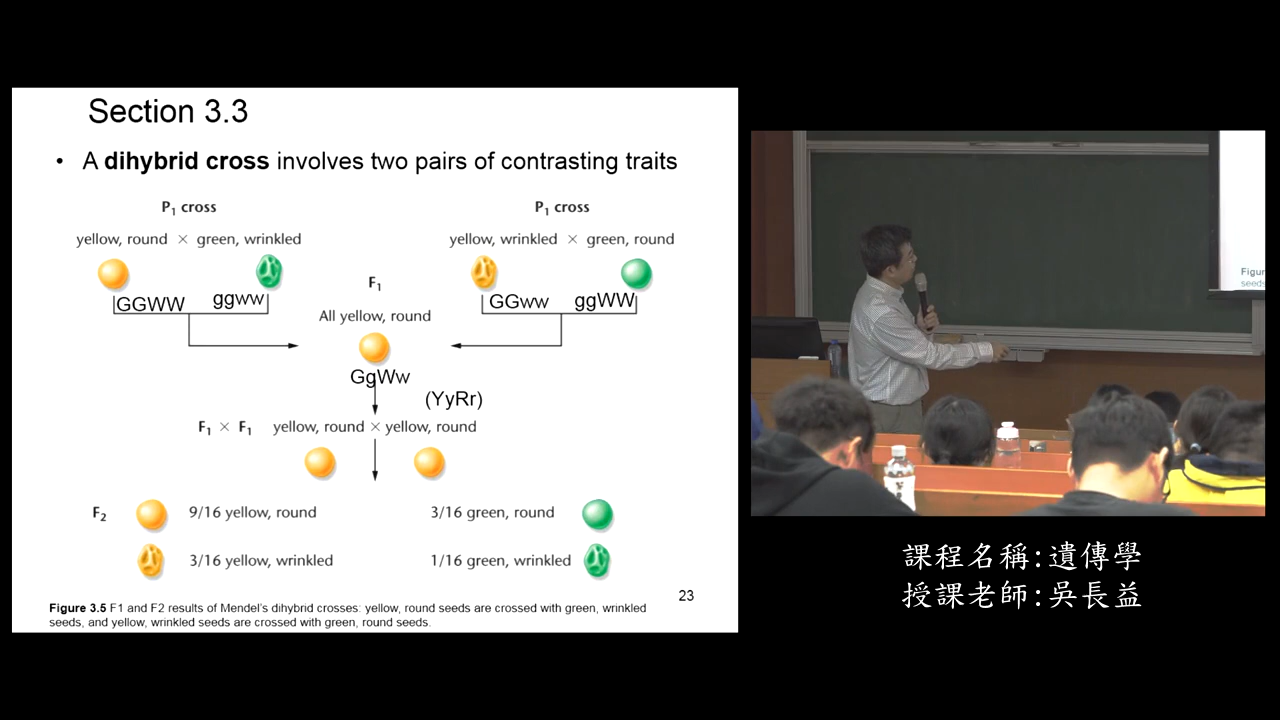 Section 3.3
• A dihybrid cross involves two pairs of contrasting traits
P1 cross
yellow, round × green, wrinkled
GGWW ggww
P1 cross
yellow, wrinkled × green, round
GGww ggWW
F1
All yellow, round
GgWw
(YyRr)
F1 × F1 yellow, round × yellow, round
F2
9/16 yellow, round
3/16 green, round
3/16 yellow, wrinkled
1/16 green, wrinkled
23
Figure 3.5 F1 and F2 results of Mendel's dihybrid crosses: yellow, round seeds are crossed with green, wrinkled
seeds, and yellow, wrinkled seeds are crossed with green, round seeds.
Figure
seeds
課程名稱:遺傳學
授課老師:吳長益